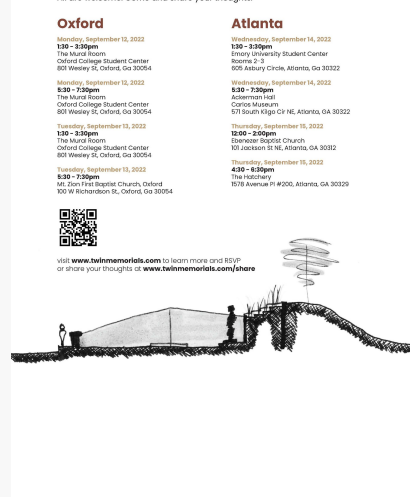 Oxford
Monday, September 12, 2022
1:30 - 3:30pm
The Mural Room
Oxford College Student Center
801 Wesley St, Oxford, Ga 30054
Monday, September 12, 2022
5:30 - 7:30pm
The Mural Room
Oxford College Student Center
801 Wesley St, Oxford, Ga 30054
Tuesday, September 13, 2022
1:30 - 3:30pm
The Mural Room
Oxford College Student Center
801 Wesley St, Oxford, Ga 30054
Tuesday, September 13, 2022
5:30 - 7:30pm
Mt. Zion First Baptist Church, Oxford
100 W Richardson St., Oxford, Ga 30054
Atlanta
Wednesday, September 14, 2022
1:30 - 3:30pm
Emory University Student Center
Rooms 2-3
605 Asbury Circle, Atlanta, Ga 30322
Wednesday, September 14, 2022
5:30 - 7:30pm
Ackerman Hall
Carlos Museum
571 South Kilgo Cir NE, Atlanta, GA 30322
Thursday, September 15, 2022
12:00 - 2:00pm
Ebenezer Baptist Church
101 Jackson St NE, Atlanta, GA 30312
Thursday, September 15, 2022
4:30 - 6:30pm
The Hatchery
1578 Avenue Pl #200, Atlanta, GA 30329
visit www.twinmemorials.com to learn more and RSVP
or share your thoughts at www.twinmemorials.com/share